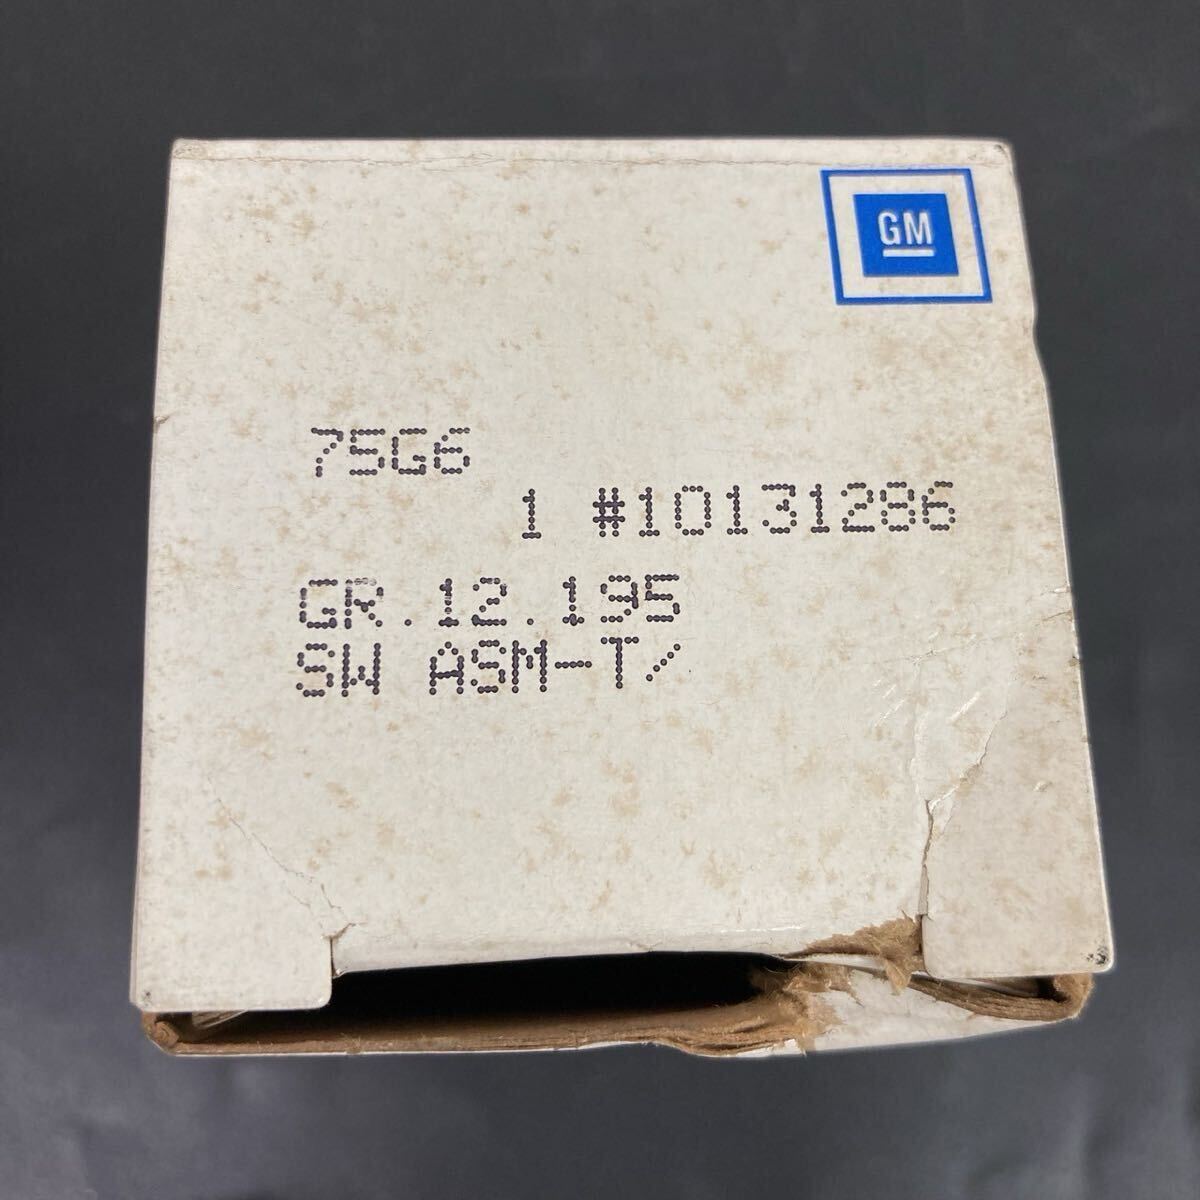 GM
75G6
1 #10131286
GR.12.195
SW ASM-T/